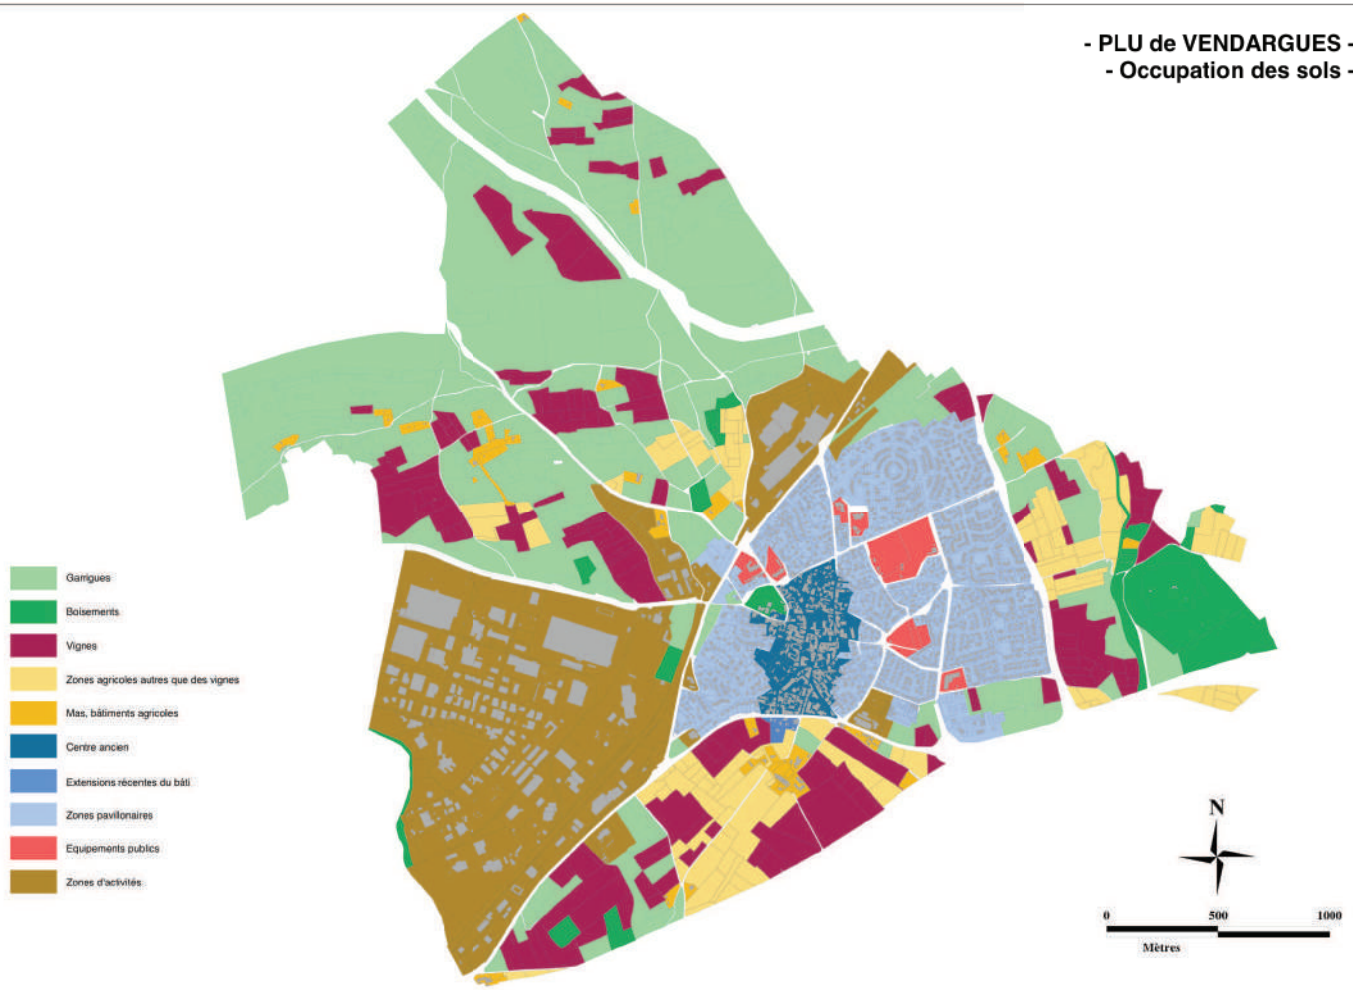 - PLU de VENDARGUES -
- Occupation des sols -
Garrigues
Boisements
Vignes
Zones agricoles autres que des vignes
Mas, bâtiments agricoles
Centre ancien
Extensions récentes du bâti
Zones pavillonaires
Equipements publics
Zones d'activités
N
0 500 1000
Mètres